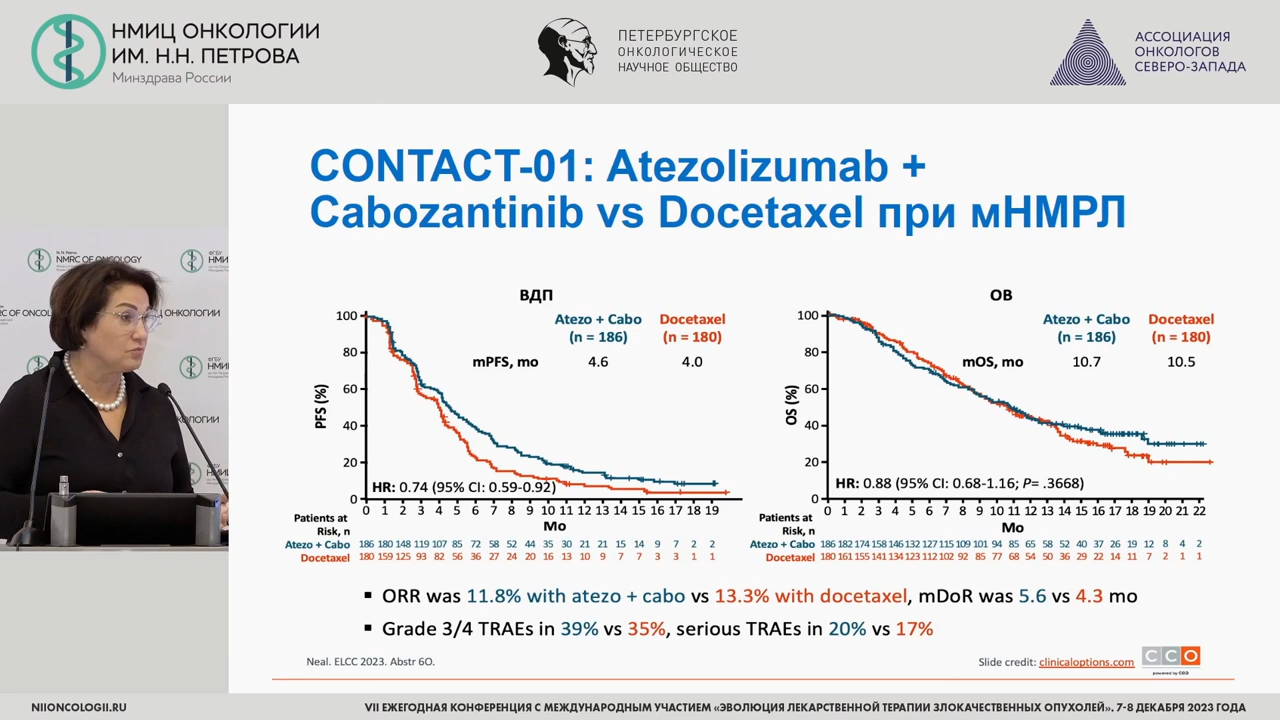 НМИЦ ОНКОЛОГИИ
ИМ. Н.Н. ПЕТРОВА
Минздрава России
ПЕТЕРБУРГСКОЕ
ОНКОЛОГИЧЕСКОЕ
НАУЧНОЕ ОБЩЕСТВО
АССОЦИАЦИЯ
ОНКОЛОГОВ
СЕВЕРО-ЗАПАДА
NMRC OF ONCOLOGY
CONTACT-01: Atezolizumab +
Cabozantinib vs Docetaxel при мНМРЛ
ВДП
Atezo + Cabo Docetaxel
(n = 186) (n = 180)
mPFS, mo 4.6 4.0
PFS (%)
100
80
60
40
20
0
HR: 0.74 (95% CI: 0.59-0.92)
0 1 2 3 4 5 6 7 8 9 10 11 12 13 14 15 16 17 18 19
Mo
Patients at
Risk, n
Atezo + Cabo 186 180 148 119 107 85 72 58 52 44 35 30 21 21 15 14 9 7 2 2
Docetaxel 180 159 125 93 82 56 36 27 24 20 16 13 10 9 7 7 3 3 1 1
ОВ
Atezo + Cabo Docetaxel
(n = 186) (n = 180)
mOS, mo 10.7 10.5
OS (%)
100
80
60
40
20
0
HR: 0.88 (95% CI: 0.68-1.16; P= .3668)
0 1 2 3 4 5 6 7 8 9 10 11 12 13 14 15 16 17 18 19 20 21 22
Mo
Patients at
Risk, n
Atezo + Cabo 186 182 174 158 146 132 127 115 109 101 94 85 65 58 52 40 37 26 19 12 8 4 2
Docetaxel 180 161 155 141 134 123 112 102 92 85 77 68 54 50 36 29 22 14 11 7 2 1 1
▪ ORR was 11.8% with atezo + cabo vs 13.3% with docetaxel, mDoR was 5.6 vs 4.3 mo
▪ Grade 3/4 TRAEs in 39% vs 35%, serious TRAEs in 20% vs 17%
Neal. ELCC 2023. Abstr 6O.
Slide credit: clinicaloptions.com
CCO
powered by cea
NIIONCOLOGII.RU
VII ЕЖЕГОДНАЯ КОНФЕРЕНЦИЯ С МЕЖДУНАРОДНЫМ УЧАСТИЕМ «ЭВОЛЮЦИЯ ЛЕКАРСТВЕННОЙ ТЕРАПИИ ЗЛОКАЧЕСТВЕННЫХ ОПУХОЛЕЙ». 7-8 ДЕКАБРЯ 2023 ГОДА